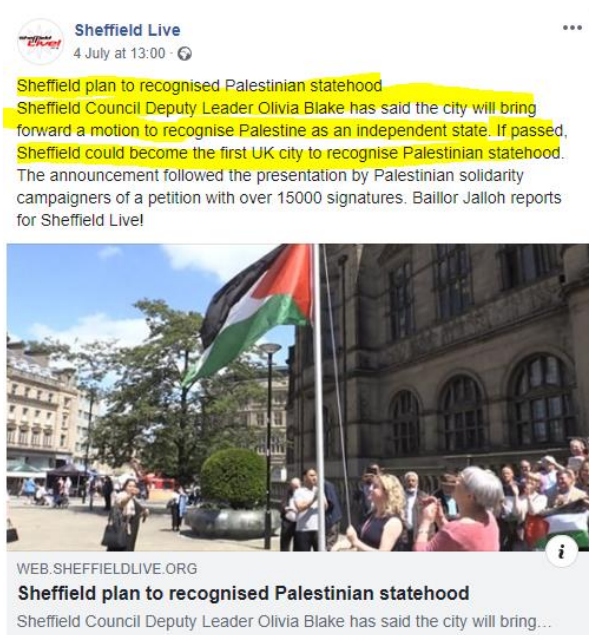 Sheffield Live!
Sheffield Live
4 July at 13:00 ·
Sheffield plan to recognised Palestinian statehood
Sheffield Council Deputy Leader Olivia Blake has said the city will bring
forward a motion to recognise Palestine as an independent state. If passed,
Sheffield could become the first UK city to recognise Palestinian statehood.
The announcement followed the presentation by Palestinian solidarity
campaigners of a petition with over 15000 signatures. Baillor Jalloh reports
for Sheffield Live!
i
WEB.SHEFFIELDLIVE.ORG
Sheffield plan to recognised Palestinian statehood
Sheffield Council Deputy Leader Olivia Blake has said the city will bring...